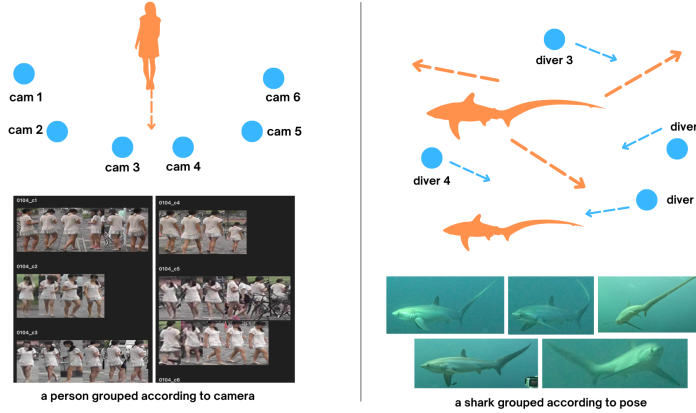 cam 1
cam 6
cam 2
cam 5
cam 3
cam 4
0104_c1
0104_c4
0104_c2
0104_c5
0104_c3
0104_c6
a person grouped according to camera
diver 3
diver
diver 4
diver
a shark grouped according to pose